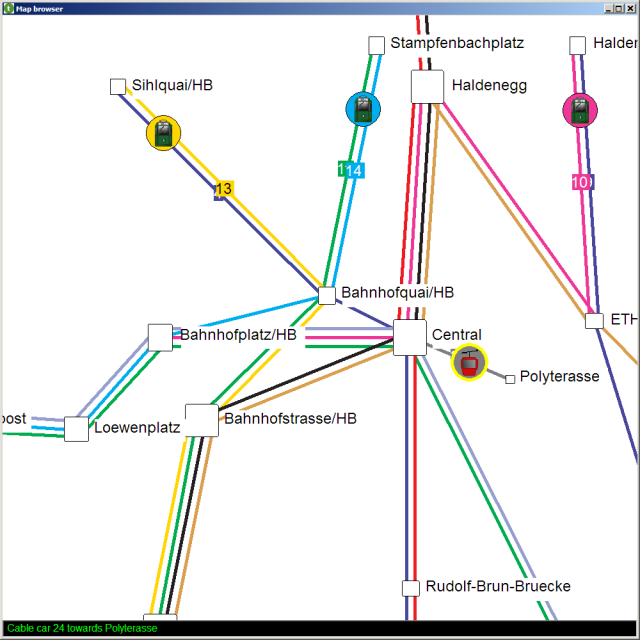 Map browser
Stampfenbachplatz
Halden
Sihlquai/HB
Haldenegg
14
10
13
Bahnhofquai/HB
ETH
Bahnhofplatz/HB
Central
Polyterasse
post
Loewenplatz
Bahnhofstrasse/HB
Rudolf-Brun-Bruecke
Cable car 24 towards Polyterasse